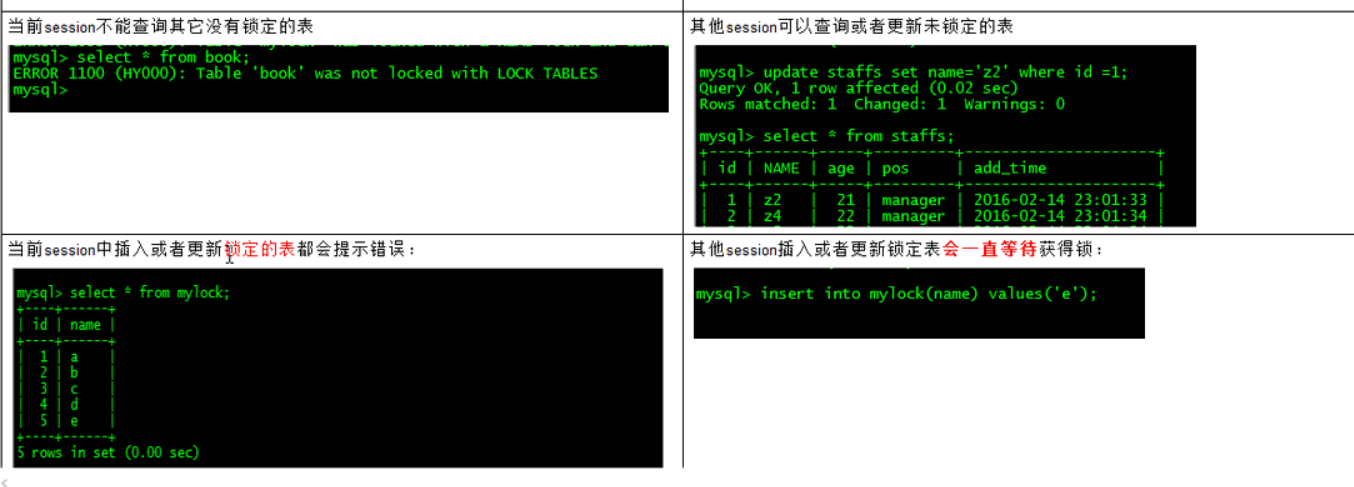 当前session不能查询其它没有锁定的表
mysql> select * from book;
ERROR 1100 (HY000): Table 'book' was not locked with LOCK TABLES
mysql>
其他session可以查询或者更新未锁定的表
mysql> update staffs set name='z2' where id =1;
Query OK, 1 row affected (0.02 sec)
Rows matched: 1  Changed: 1  Warnings: 0
mysql> select * from staffs;
+----+------+-----+---------+---------------------+
| id | NAME | age | pos     | add_time            |
+----+------+-----+---------+---------------------+
|  1 | z2   |  21 | manager | 2016-02-14 23:01:33 |
|  2 | z4   |  22 | manager | 2016-02-14 23:01:34 |
当前session中插入或者更新锁定的表都会提示错误：
mysql> select * from mylock;
+----+------+
| id | name |
+----+------+
|  1 | a    |
|  2 | b    |
|  3 | c    |
|  4 | d    |
|  5 | e    |
+----+------+
5 rows in set (0.00 sec)
其他session插入或者更新锁定表会一直等待获得锁：
mysql> insert into mylock(name) values('e');